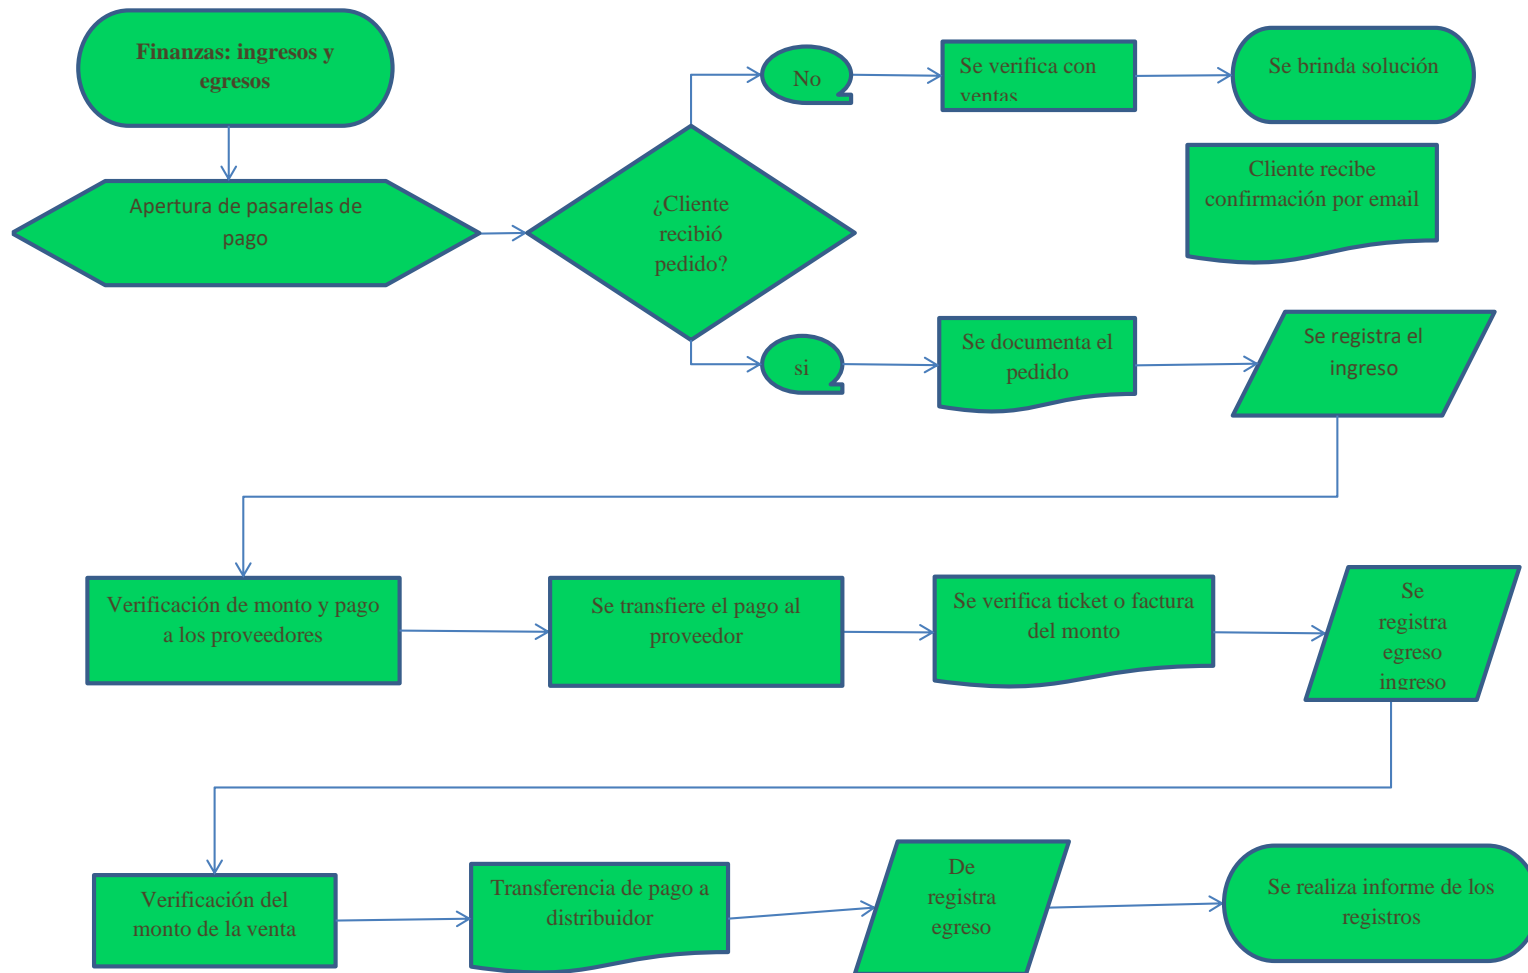 Finanzas: ingresos y
egresos
Apertura de pasarelas de
pago
¿Cliente
recibió
pedido?
No
Se verifica con
ventas
Se brinda solución
Cliente recibe
confirmación por email
si
Se documenta el
pedido
Se registra el
ingreso
Verificación de monto y pago
a los proveedores
Se transfiere el pago al
proveedor
Se verifica ticket o factura
del monto
Se
registra
egreso
ingreso
Verificación del
monto de la venta
Transferencia de pago a
distribuidor
De
registra
egreso
Se realiza informe de los
registros